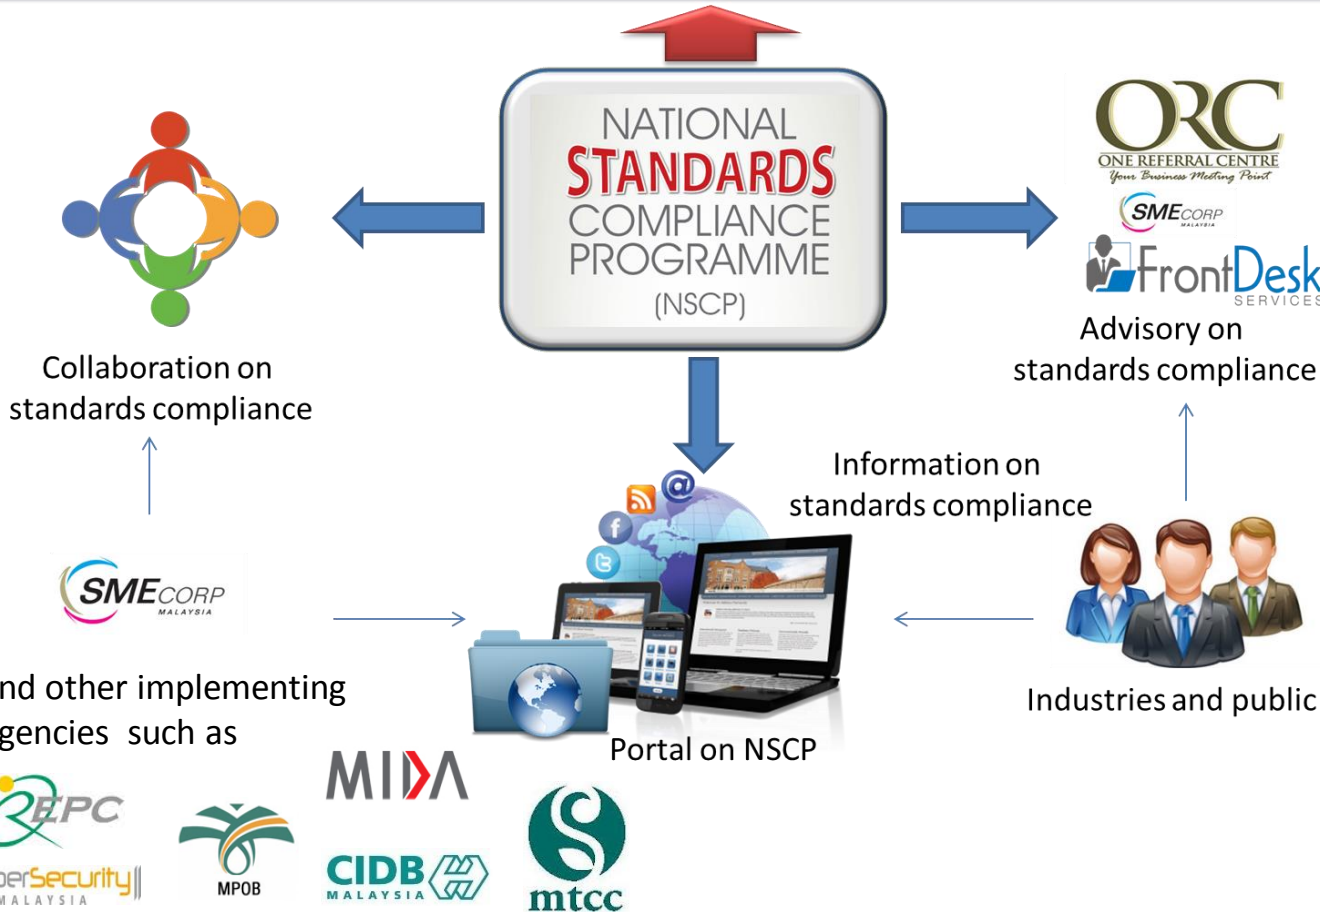 NATIONAL
STANDARDS
COMPLIANCE
PROGRAMME
(NSCP)
ORC
ONE REFERRAL CENTRE
Your Business Meeting Point
SMECORP
MALAYSIA
FrontDesk
SERVICES
Advisory on
standards compliance
Collaboration on
standards compliance
Information on
standards compliance
SMECORP
MALAYSIA
nd other implementing
gencies such as
Portal on NSCP
Industries and public
REPC
MPOB
MIDA
CIDB
MALAYSIA
mtcc
berSecurity
MALAYSIA